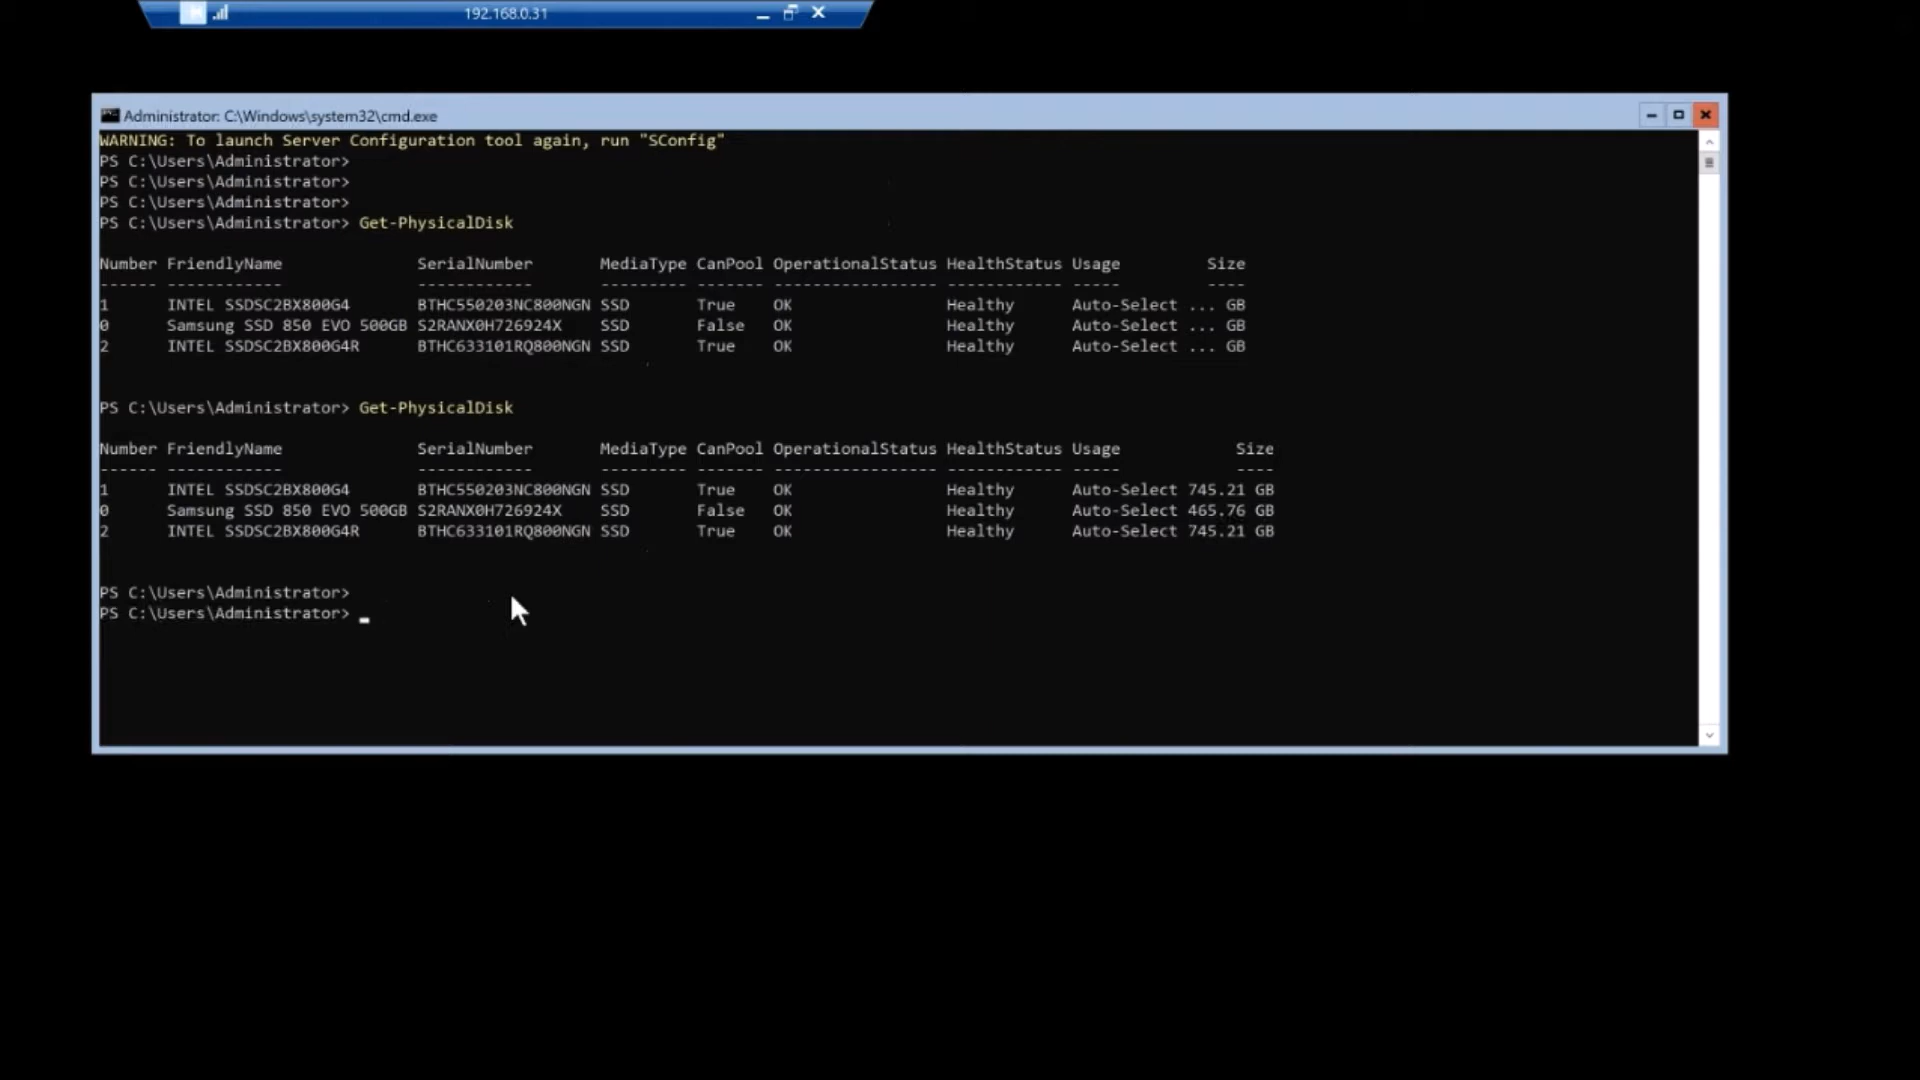 192.168.0.31
Administrator: C:\Windows\system32\cmd.exe
WARNING: To launch Server Configuration tool again, run "SConfig"
PS C:\Users\Administrator>
PS C:\Users\Administrator>
PS C:\Users\Administrator>
PS C:\Users\Administrator> Get-PhysicalDisk
Number FriendlyName SerialNumber MediaType CanPool OperationalStatus HealthStatus Usage Size
------ ------------ ------------ --------- ------- ----------------- ------------ ----- ----
1 INTEL SSDSC2BX800G4 BTHC550203NC800NGN SSD True OK Healthy Auto-Select ... GB
0 Samsung SSD 850 EVO 500GB S2RANX0H726924X SSD False OK Healthy Auto-Select ... GB
2 INTEL SSDSC2BX800G4R BTHC633101RQ800NGN SSD True OK Healthy Auto-Select ... GB
PS C:\Users\Administrator> Get-PhysicalDisk
Number FriendlyName SerialNumber MediaType CanPool OperationalStatus HealthStatus Usage Size
------ ------------ ------------ --------- ------- ----------------- ------------ ----- ----
1 INTEL SSDSC2BX800G4 BTHC550203NC800NGN SSD True OK Healthy Auto-Select 745.21 GB
0 Samsung SSD 850 EVO 500GB S2RANX0H726924X SSD False OK Healthy Auto-Select 465.76 GB
2 INTEL SSDSC2BX800G4R BTHC633101RQ800NGN SSD True OK Healthy Auto-Select 745.21 GB
PS C:\Users\Administrator>
PS C:\Users\Administrator>